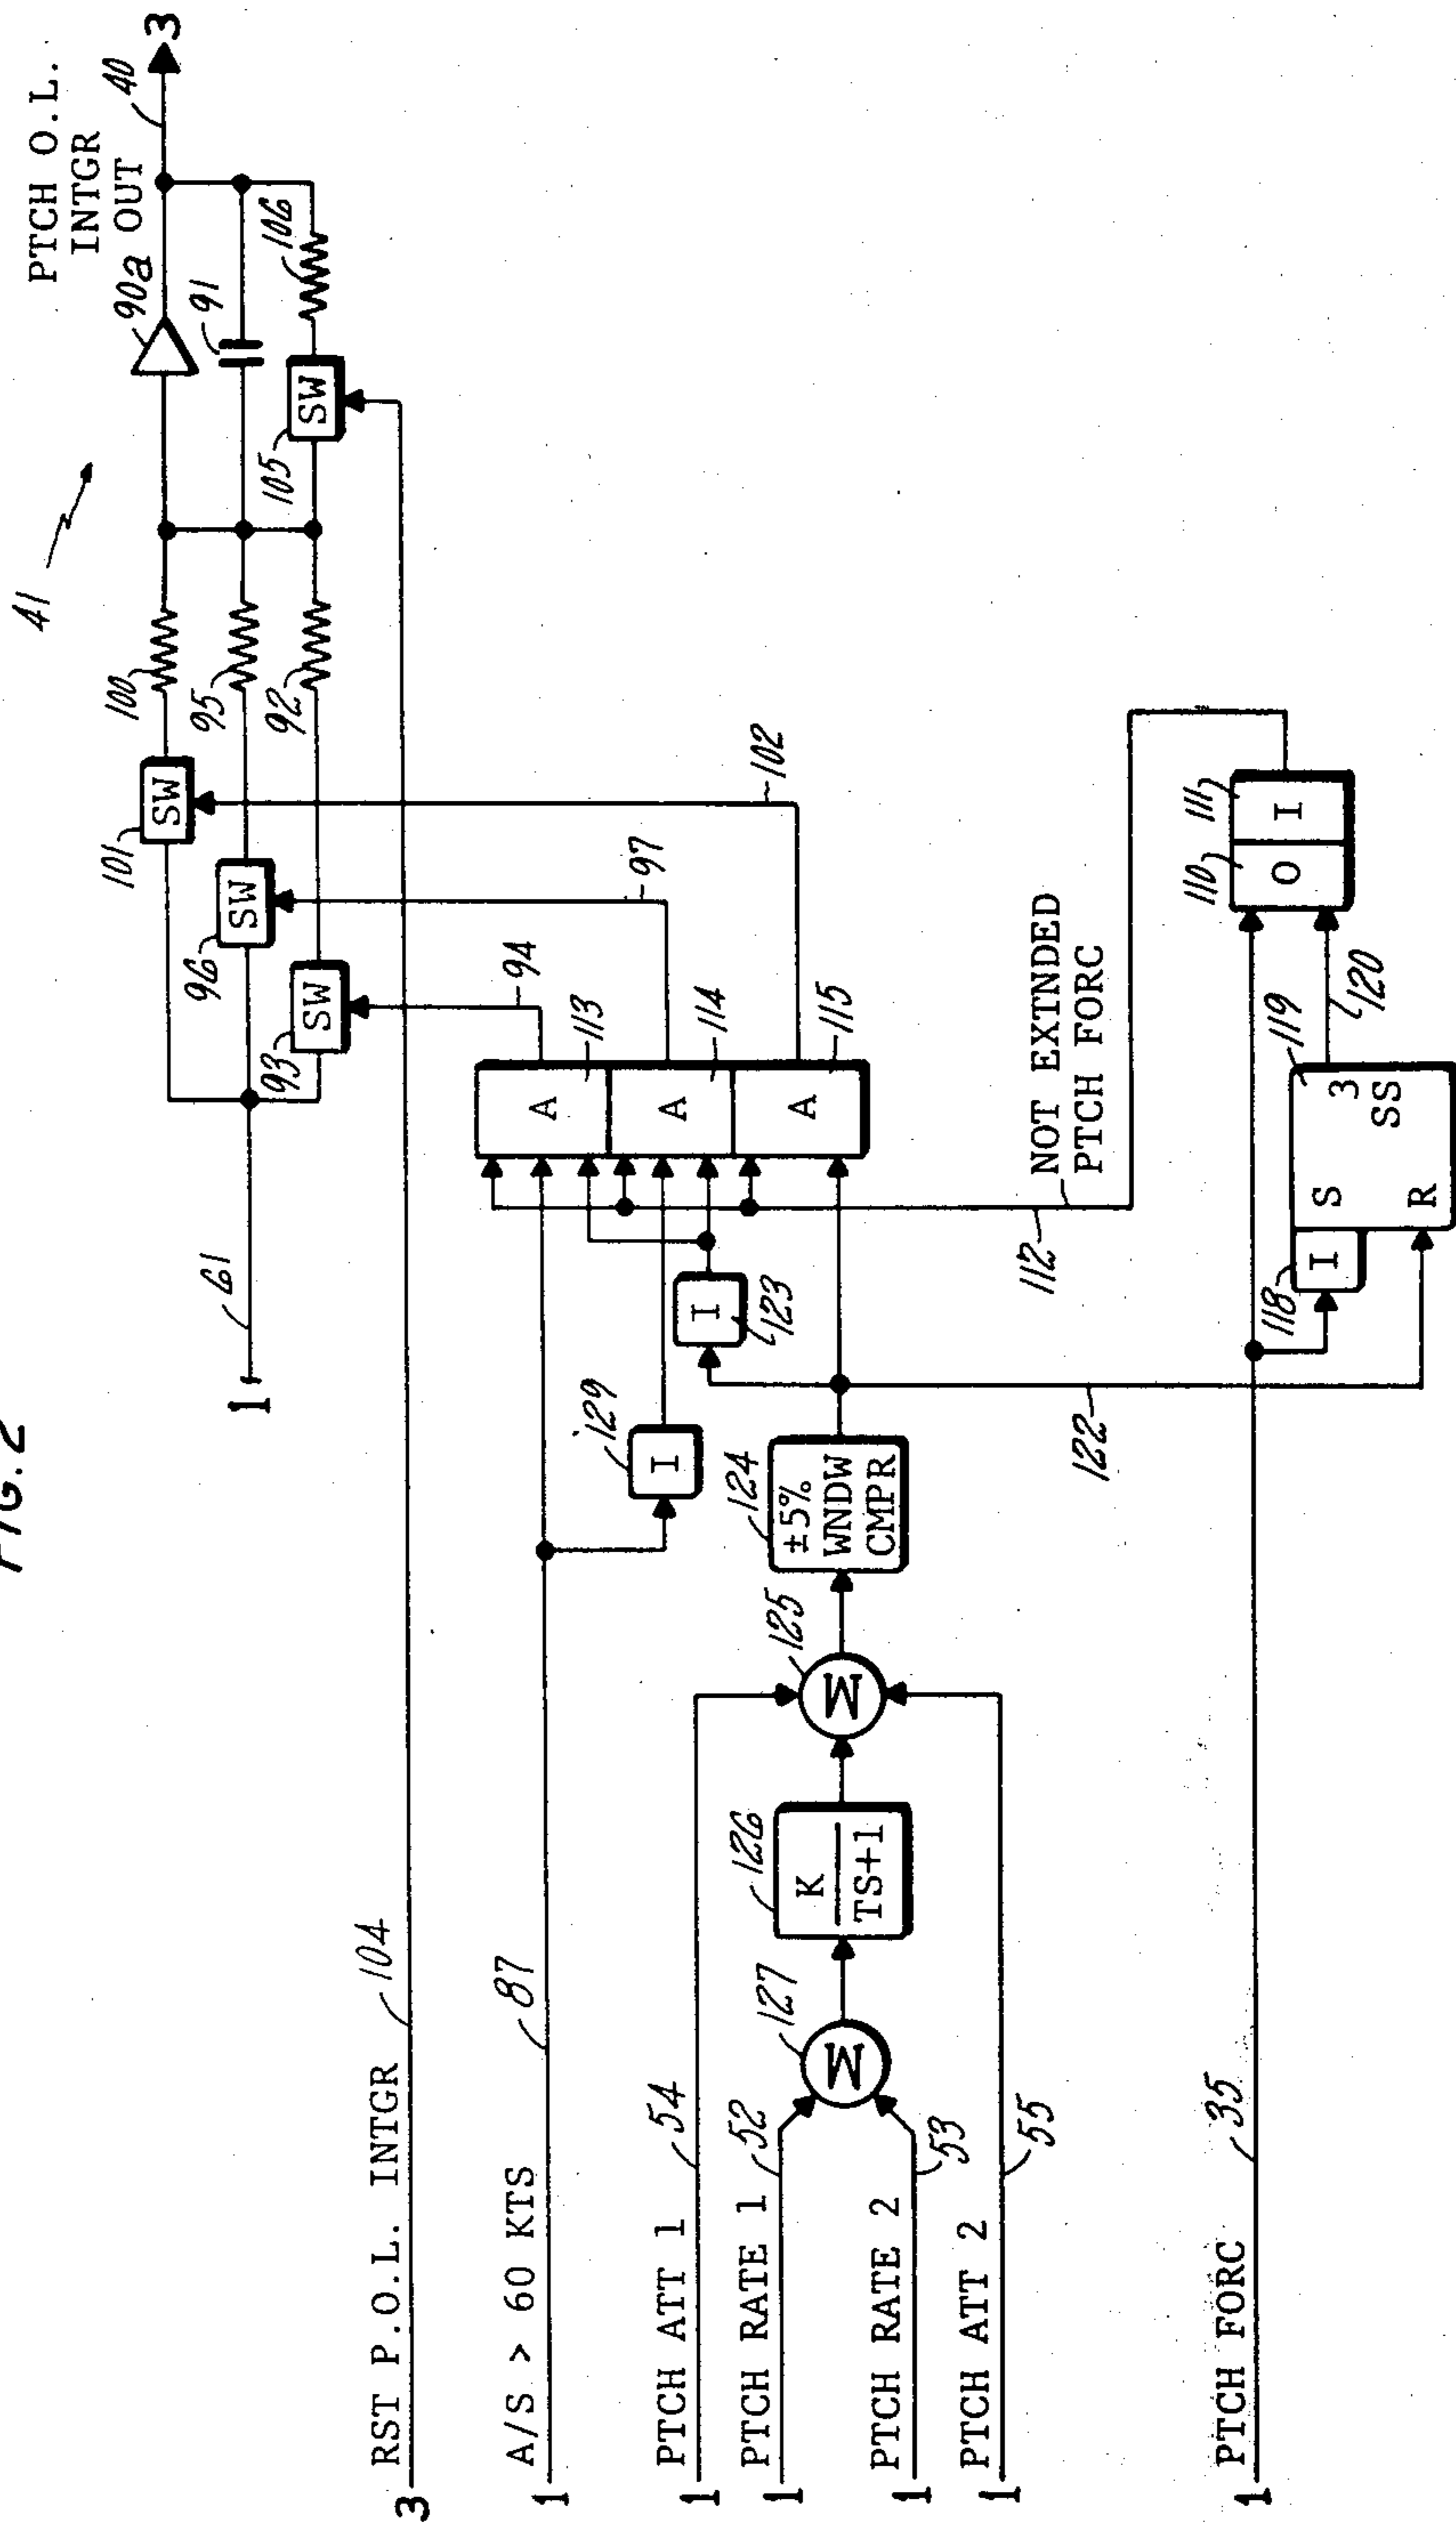 FIG. 2
41
PTCH O.L.
INTGR
OUT
90a
40
3
101
SW
100
91
96
SW
95
106
93
SW
92
105
SW
61
1
94
97
102
3
RST P.O.L. INTGR
104
1
A/S > 60 KTS
87
129
I
A
113
A
114
A
115
I
123
1
PTCH ATT 1
54
1
PTCH RATE 1
52
1
PTCH RATE 2
53
1
PTCH ATT 2
55
M
127
K
TS+1
126
M
125
±5%
WNDW
CMPR
124
122
112
NOT EXTNDED
PTCH FORC
1
PTCH FORC
35
118
I
S
R
3
SS
119
120
110
O
111
I